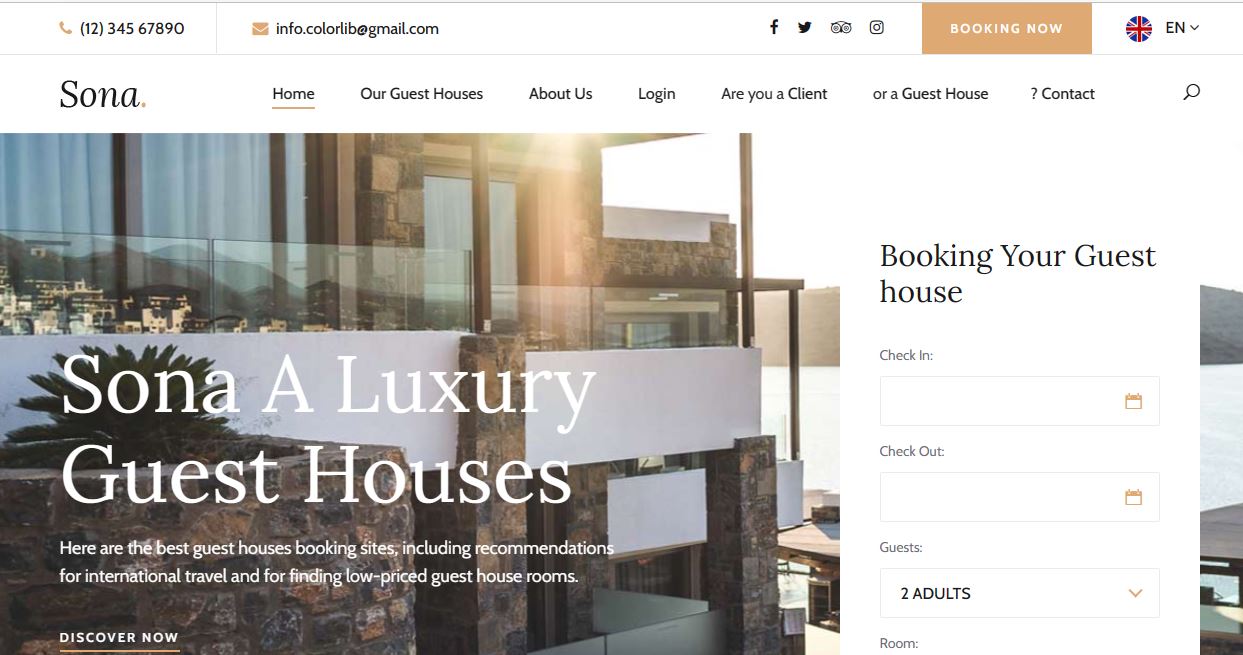 (12) 345 67890
info.colorlib@gmail.com
BOOKING NOW
EN
Sona.
Home
Our Guest Houses
About Us
Login
Are you a Client
or a Guest House
? Contact
Sona A Luxury
Guest Houses
Here are the best guest houses booking sites, including recommendations
for international travel and for finding low-priced guest house rooms.
DISCOVER NOW
Booking Your Guest
house
Check In:
Check Out:
Guests:
2 ADULTS
Room: